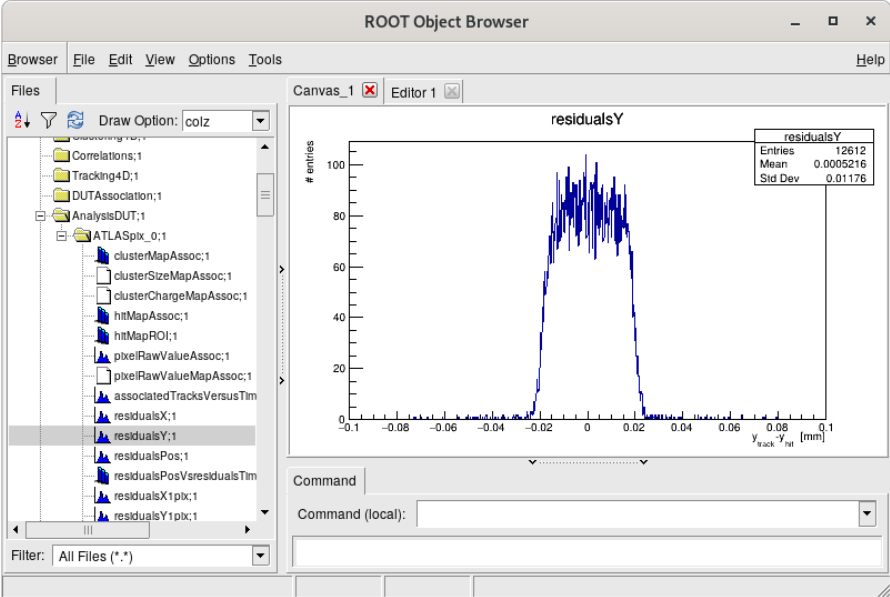 ROOT Object Browser
Browser File Edit View Options Tools Help
Files
Draw Option: colz
Clustering4D;1
Correlations;1
Tracking4D;1
DUTAssociation;1
AnalysisDUT;1
ATLASpix_0;1
clusterMapAssoc;1
clusterSizeMapAssoc;1
clusterChargeMapAssoc;1
hitMapAssoc;1
hitMapROI;1
pixelRawValueAssoc;1
pixelRawValueMapAssoc;1
associatedTracksVersusTim
residualsX;1
residualsY;1
residualsPos;1
residualsPosVsresidualsTim
residualsX1pix;1
residualsY1pix;1
Filter: All Files (*.*)
Canvas_1 Editor 1
residualsY
residualsY
Entries 12612
Mean 0.0005216
Std Dev 0.01176
# entries
100
80
60
40
20
0
−0.1 −0.08 −0.06 −0.04 −0.02 0 0.02 0.04 0.06 0.08 0.1
y_track-y_hit [mm]
Command
Command (local):